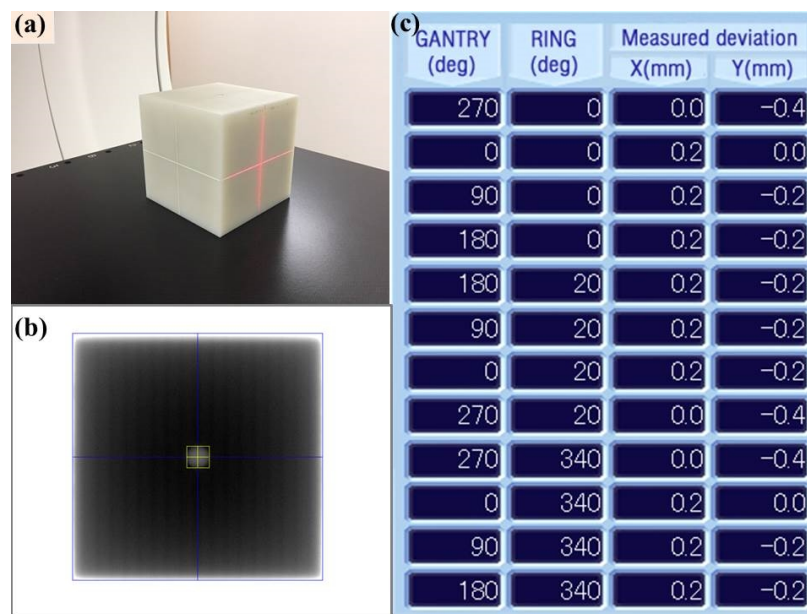 (a)
(b)
(c)
GANTRY (deg) RING (deg) Measured deviation
X(mm) Y(mm)
270 0 0.0 -0.4
0 0 0.2 0.0
90 0 0.2 -0.2
180 0 0.2 -0.2
180 20 0.2 -0.2
90 20 0.2 -0.2
0 20 0.2 -0.2
270 20 0.0 -0.4
270 340 0.0 -0.4
0 340 0.2 0.0
90 340 0.2 -0.2
180 340 0.2 -0.2